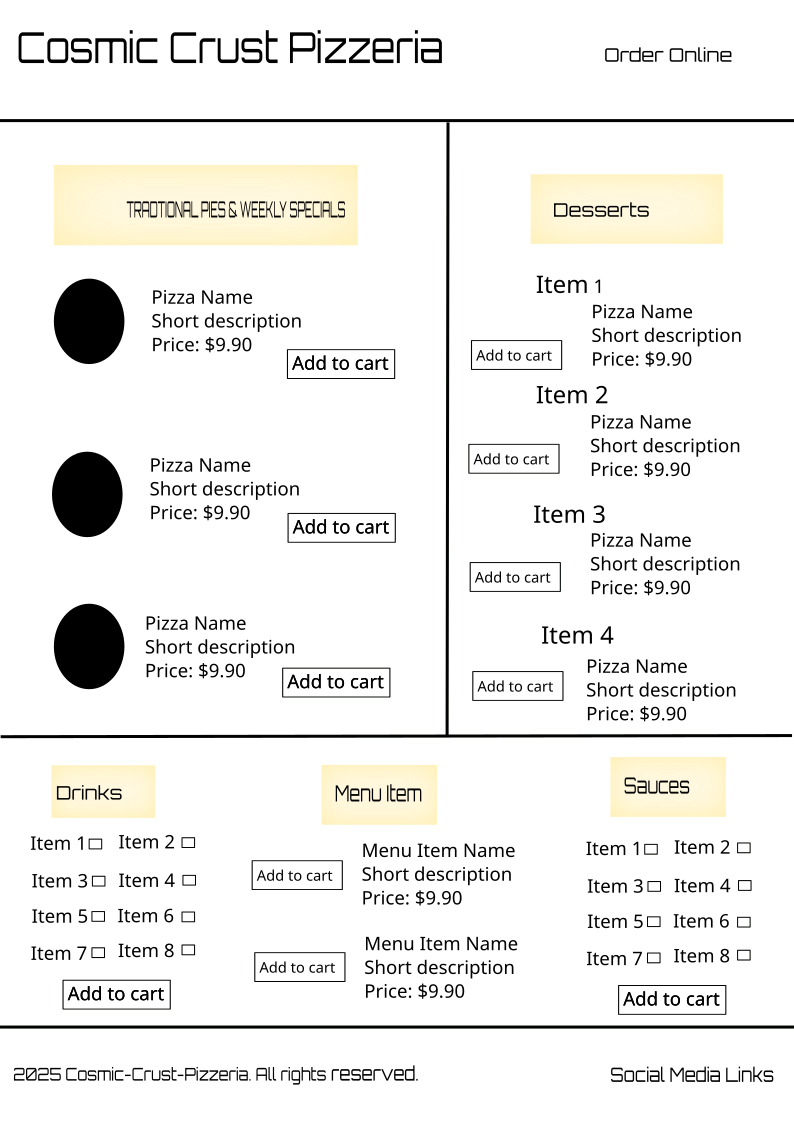 Cosmic Crust Pizzeria
Order Online
TRADTIONAL PIES & WEEKLY SPECIALS
Pizza Name
Short description
Price: $9.90
Add to cart
Pizza Name
Short description
Price: $9.90
Add to cart
Pizza Name
Short description
Price: $9.90
Add to cart
Desserts
Item 1
Pizza Name
Short description
Price: $9.90
Add to cart
Item 2
Pizza Name
Short description
Price: $9.90
Add to cart
Item 3
Pizza Name
Short description
Price: $9.90
Add to cart
Item 4
Pizza Name
Short description
Price: $9.90
Add to cart
Drinks
Item 1 Item 2
Item 3 Item 4
Item 5 Item 6
Item 7 Item 8
Add to cart
Menu Item
Menu Item Name
Short description
Price: $9.90
Add to cart
Menu Item Name
Short description
Price: $9.90
Add to cart
Sauces
Item 1 Item 2
Item 3 Item 4
Item 5 Item 6
Item 7 Item 8
Add to cart
2025 Cosmic-Crust-Pizzeria. All rights reserved.
Social Media Links